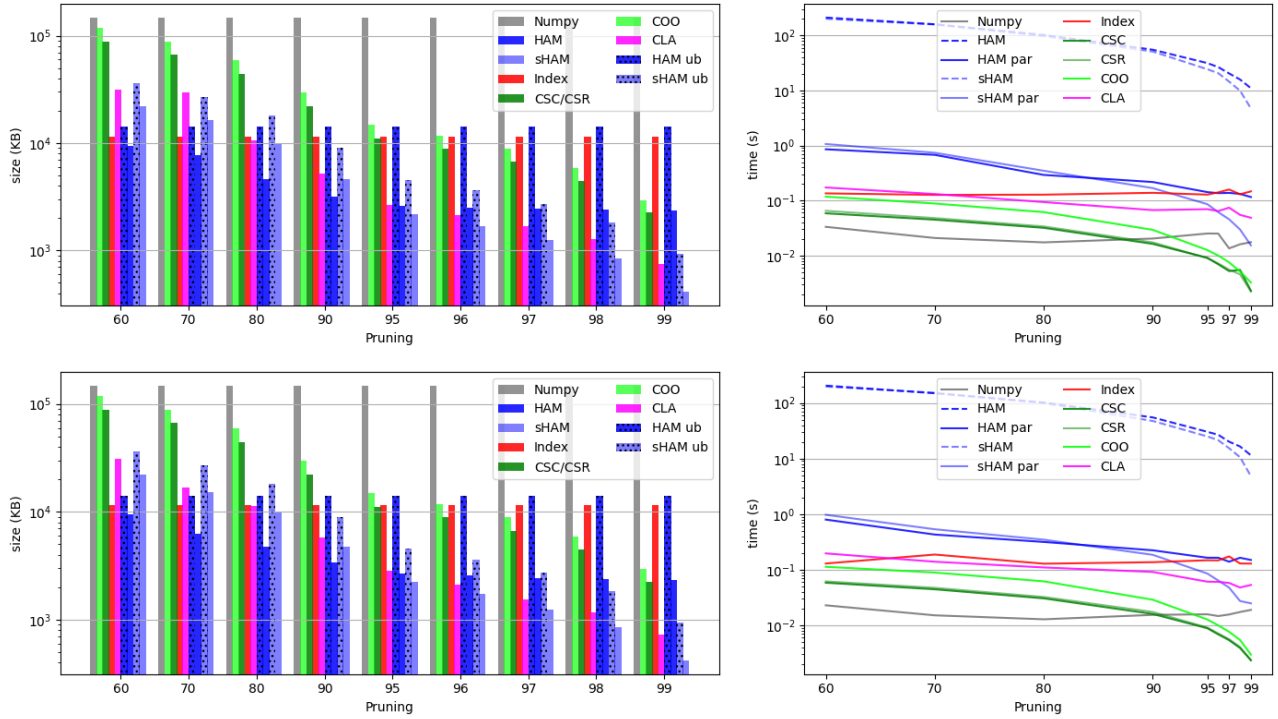 Numpy
HAM
sHAM
Index
CSC/CSR
COO
CLA
HAM ub
sHAM ub
size (KB)
10^5
10^4
10^3
60 70 80 90 95 96 97 98 99
Pruning
Numpy
HAM
HAM par
sHAM
sHAM par
Index
CSC
CSR
COO
CLA
time (s)
10^2
10^1
10^0
10^-1
10^-2
60 70 80 90 95 97 99
Pruning
Numpy
HAM
sHAM
Index
CSC/CSR
COO
CLA
HAM ub
sHAM ub
size (KB)
10^5
10^4
10^3
60 70 80 90 95 96 97 98 99
Pruning
Numpy
HAM
HAM par
sHAM
sHAM par
Index
CSC
CSR
COO
CLA
time (s)
10^2
10^1
10^0
10^-1
10^-2
60 70 80 90 95 97 99
Pruning